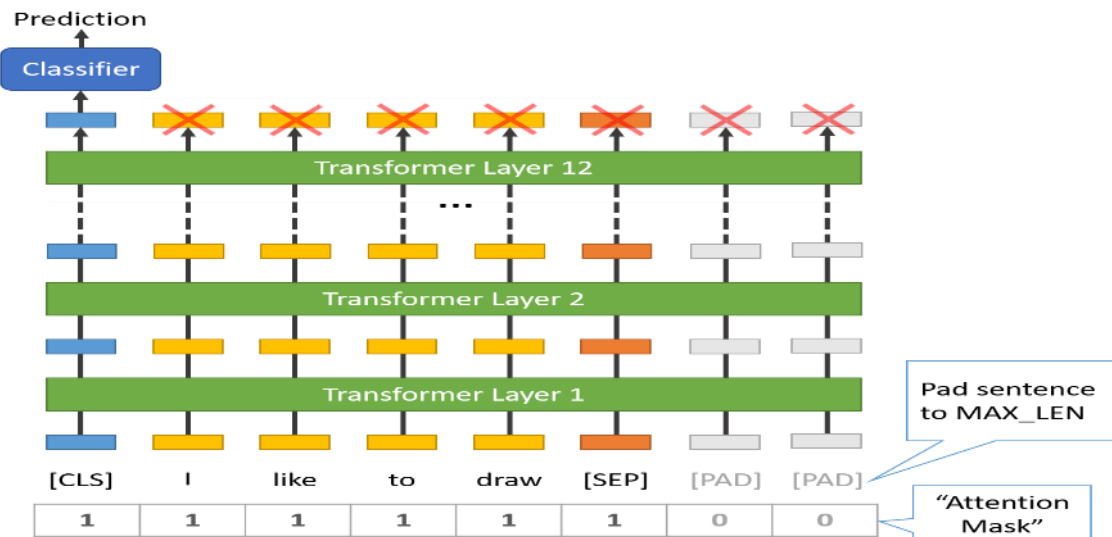 Prediction
Classifier
Transformer Layer 12
...
Transformer Layer 2
Transformer Layer 1
Pad sentence
to MAX_LEN
[CLS] I like to draw [SEP] [PAD] [PAD]
1 1 1 1 1 1 0 0
“Attention
Mask”